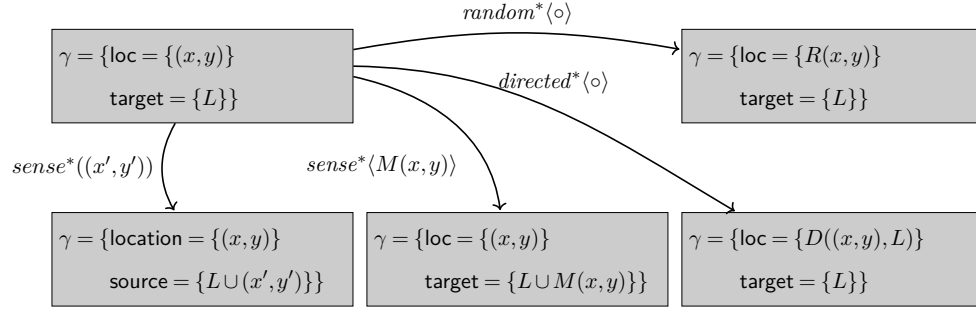 random*⟨∘⟩
γ = {loc = {(x, y)}
target = {L}}
γ = {loc = {R(x, y)}
target = {L}}
directed*⟨∘⟩
sense*((x′, y′))
sense*⟨M(x, y)⟩
γ = {location = {(x, y)}
source = {L ∪ (x′, y′)}}
γ = {loc = {(x, y)}
target = {L ∪ M(x, y)}}
γ = {loc = {D((x, y), L)}
target = {L}}